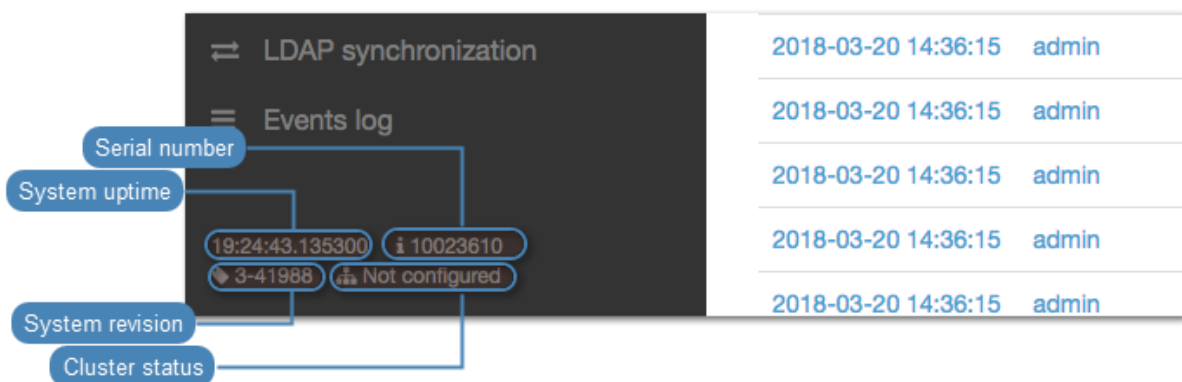 LDAP synchronization
2018-03-20 14:36:15 admin
Events log
2018-03-20 14:36:15 admin
Serial number
2018-03-20 14:36:15 admin
System uptime
19:24:43.135300 10023610
2018-03-20 14:36:15 admin
3-41988 Not configured
2018-03-20 14:36:15 admin
System revision
Cluster status